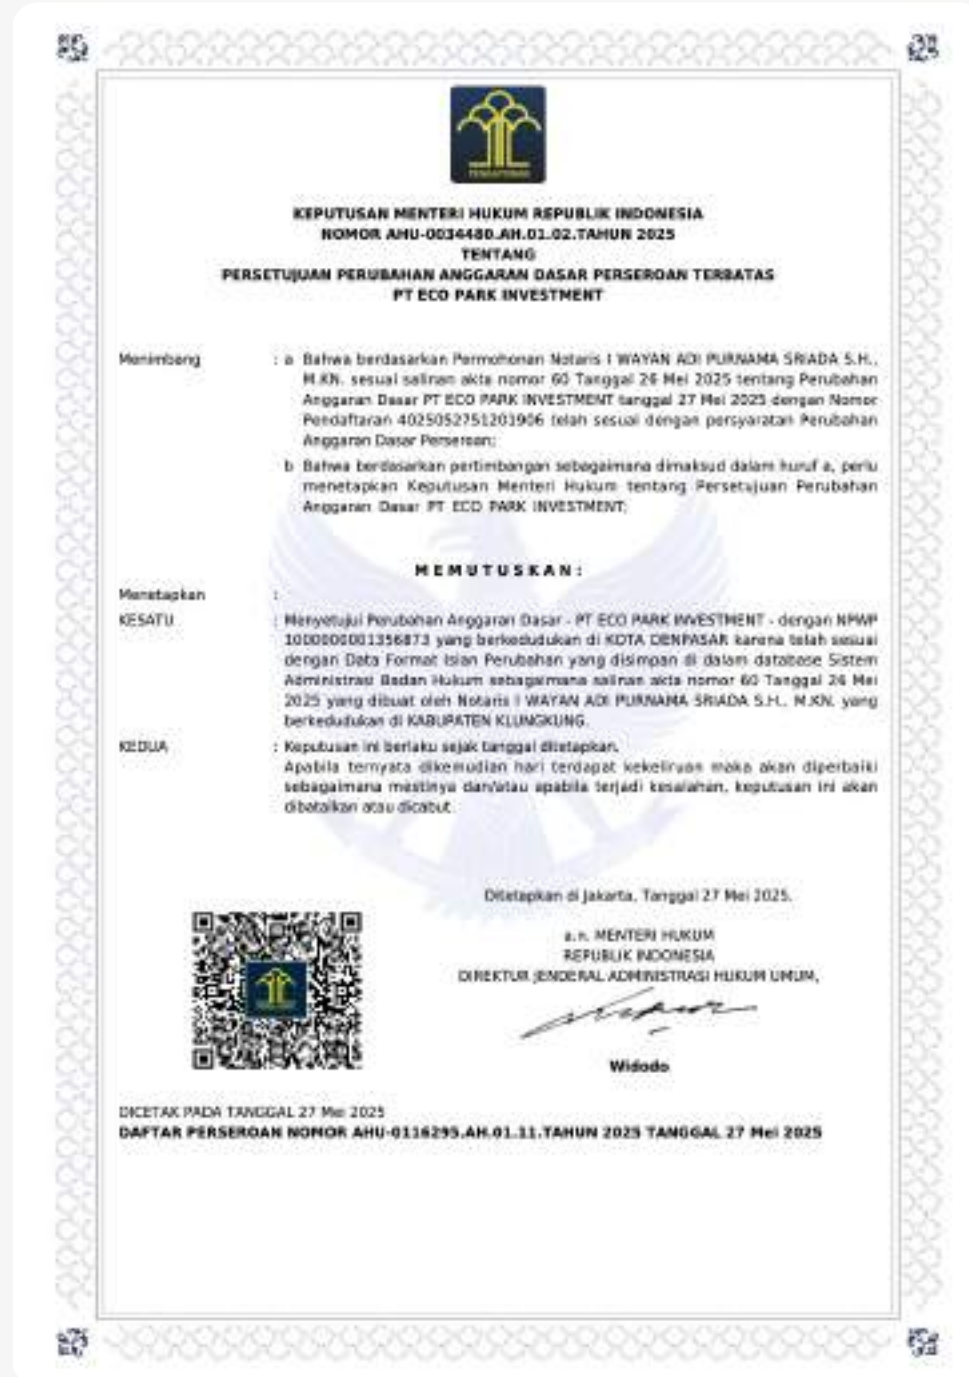 PENGAYOMAN
KEPUTUSAN MENTERI HUKUM REPUBLIK INDONESIA
NOMOR AHU-0034480.AH.01.02.TAHUN 2025
TENTANG
PERSETUJUAN PERUBAHAN ANGGARAN DASAR PERSEROAN TERBATAS
PT ECO PARK INVESTMENT
Menimbang : a Bahwa berdasarkan Permohonan Notaris I WAYAN ADI PURNAMA SRIADA S.H.,
M.KN. sesuai salinan akta nomor 60 Tanggal 26 Mei 2025 tentang Perubahan
Anggaran Dasar PT ECO PARK INVESTMENT tanggal 27 Mei 2025 dengan Nomor
Pendaftaran 4025052751201906 telah sesuai dengan persyaratan Perubahan
Anggaran Dasar Perseroan;
b Bahwa berdasarkan pertimbangan sebagaimana dimaksud dalam huruf a, perlu
menetapkan Keputusan Menteri Hukum tentang Persetujuan Perubahan
Anggaran Dasar PT ECO PARK INVESTMENT;
M E M U T U S K A N :
Menetapkan :
KESATU : Menyetujui Perubahan Anggaran Dasar - PT ECO PARK INVESTMENT - dengan NPWP
1000000001356873 yang berkedudukan di KOTA DENPASAR karena telah sesuai
dengan Data Format Isian Perubahan yang disimpan di dalam database Sistem
Administrasi Badan Hukum sebagaimana salinan akta nomor 60 Tanggal 26 Mei
2025 yang dibuat oleh Notaris I WAYAN ADI PURNAMA SRIADA S.H., M.KN. yang
berkedudukan di KABUPATEN KLUNGKUNG.
KEDUA : Keputusan ini berlaku sejak tanggal ditetapkan.
Apabila ternyata dikemudian hari terdapat kekeliruan maka akan diperbaiki
sebagaimana mestinya dan/atau apabila terjadi kesalahan, keputusan ini akan
dibatalkan atau dicabut.
Ditetapkan di Jakarta, Tanggal 27 Mei 2025.
a.n. MENTERI HUKUM
REPUBLIK INDONESIA
DIREKTUR JENDERAL ADMINISTRASI HUKUM UMUM,
Widodo
DICETAK PADA TANGGAL 27 Mei 2025
DAFTAR PERSEROAN NOMOR AHU-0116295.AH.01.11.TAHUN 2025 TANGGAL 27 Mei 2025